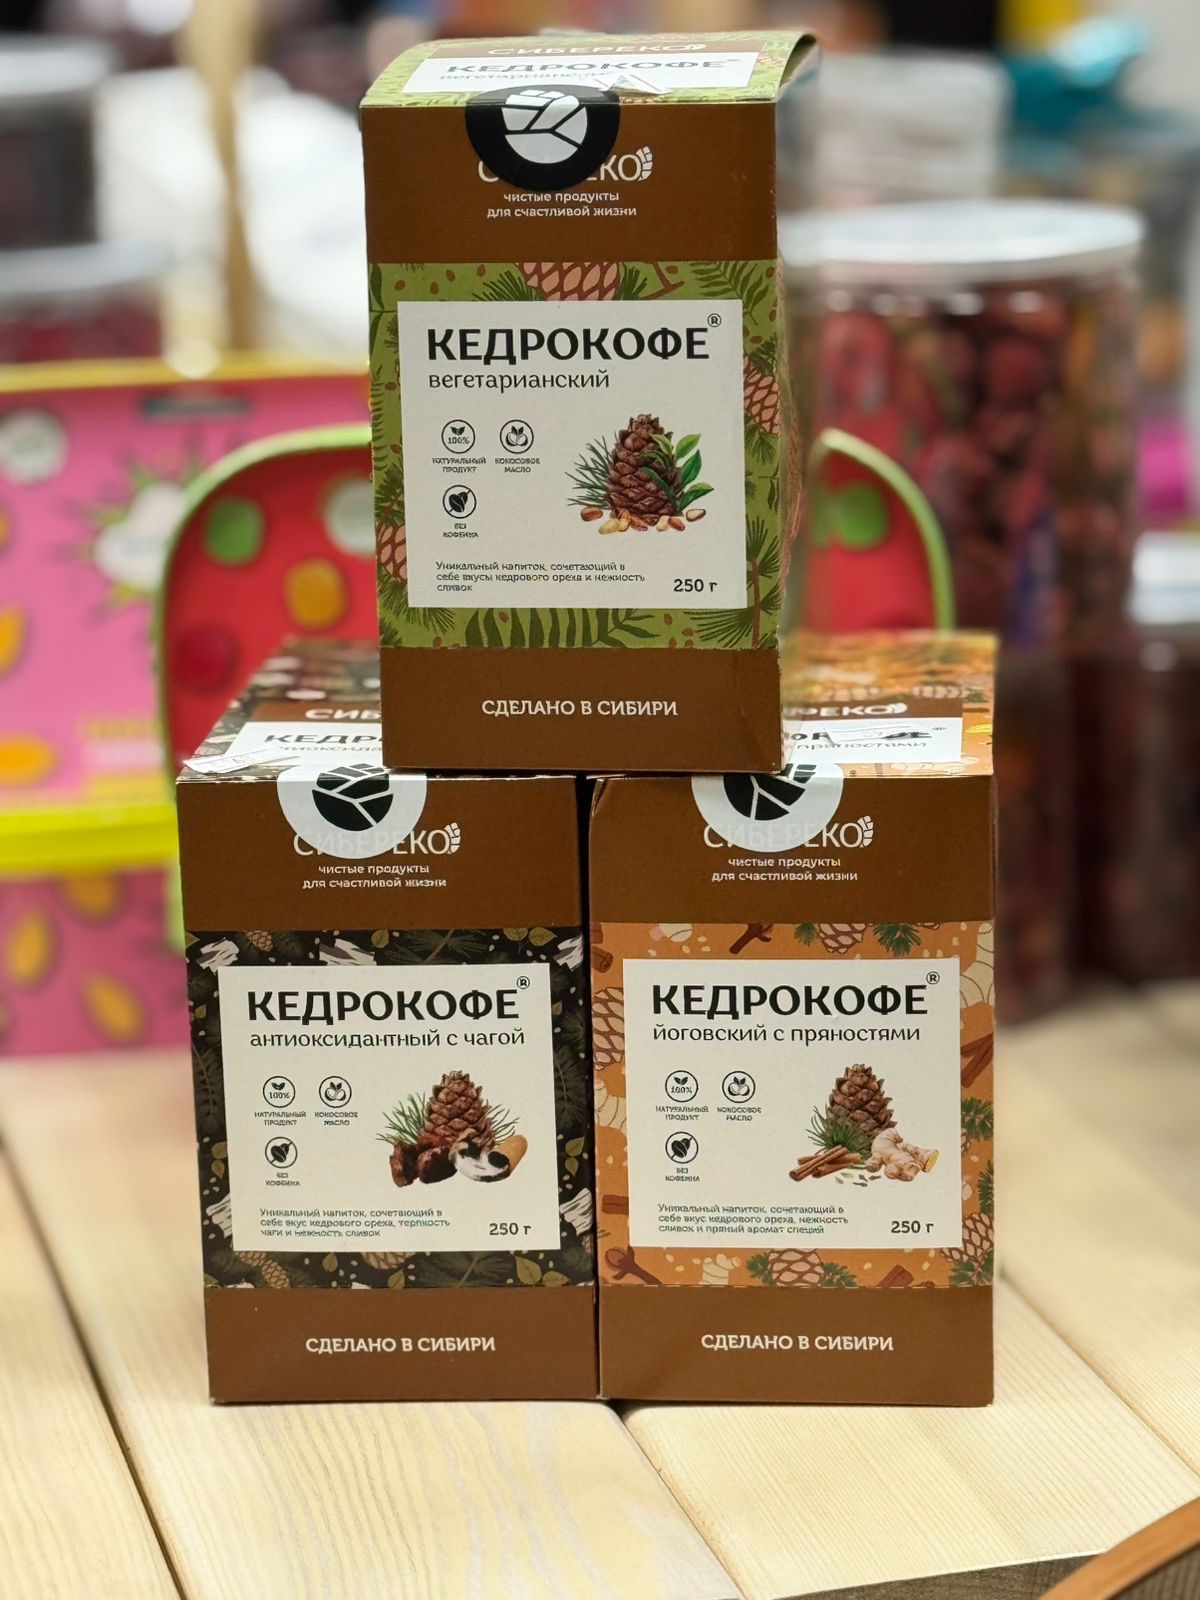 СИБЕРЕКО
КЕДРОКОФЕ
вегетарианский
чистые продукты
для счастливой жизни
КЕДРОКОФЕ®
вегетарианский
100%
НАТУРАЛЬНЫЙ
ПРОДУКТ
КОКОСОВОЕ
МАСЛО
БЕЗ
КОФЕИНА
Уникальный напиток, сочетающий в
себе вкусы кедрового ореха и нежность
сливок
250 г
СДЕЛАНО В СИБИРИ
СИБЕРЕКО
чистые продукты
для счастливой жизни
КЕДРОКОФЕ®
антиоксидантный с чагой
100%
НАТУРАЛЬНЫЙ
ПРОДУКТ
КОКОСОВОЕ
МАСЛО
БЕЗ
КОФЕИНА
Уникальный напиток, сочетающий в
себе вкус кедрового ореха, терпкость
чаги и нежность сливок
250 г
СДЕЛАНО В СИБИРИ
пряностями
СИБЕРЕКО
чистые продукты
для счастливой жизни
КЕДРОКОФЕ®
йоговский с пряностями
100%
НАТУРАЛЬНЫЙ
ПРОДУКТ
КОКОСОВОЕ
МАСЛО
БЕЗ
КОФЕИНА
Уникальный напиток, сочетающий в
себе вкус кедрового ореха, нежность
сливок и пряный аромат специй
250 г
СДЕЛАНО В СИБИРИ